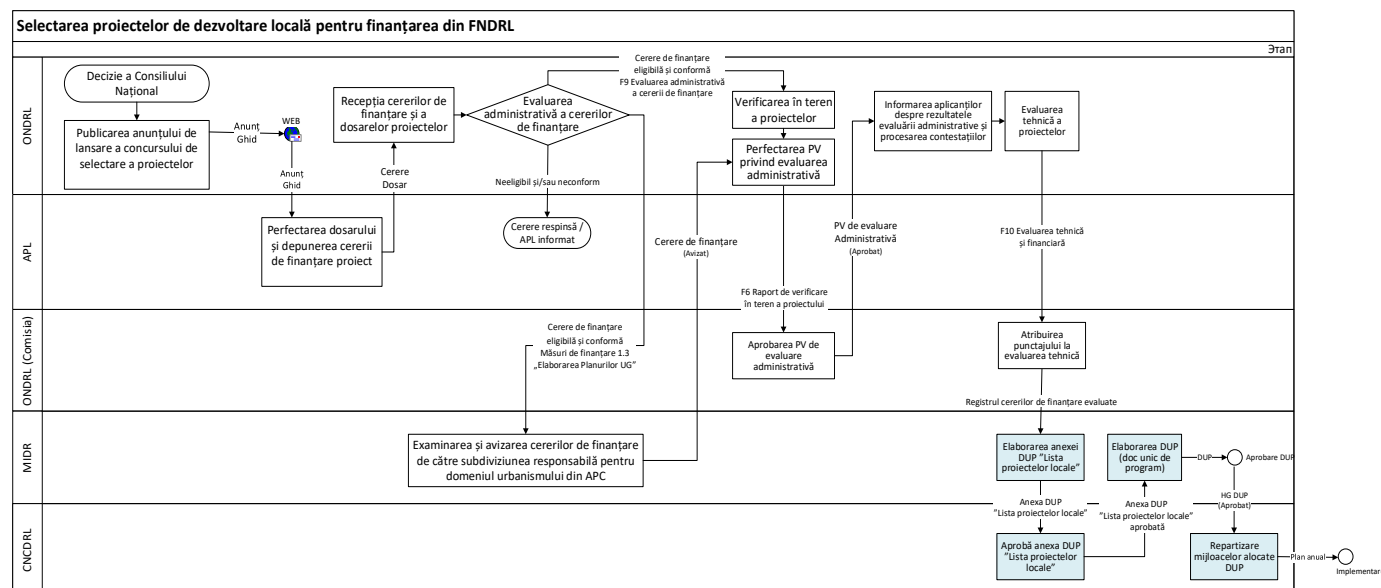 Selectarea proiectelor de dezvoltare locală pentru finanțarea din FNDRL
Этап
ONDRL
Decizie a Consiliului
Național
Publicarea anunțului de
lansare a concursului de
selectare a proiectelor
Anunț
Ghid
WEB
Anunț
Ghid
Recepția cererilor de
finanțare și a
dosarelor proiectelor
Cerere
Dosar
Evaluarea
administrativă a cererilor
de finanțare
Cerere de finanțare
eligibilă și conformă
F9 Evaluarea administrativă
a cererii de finanțare
Neeligibil și/sau neconform
Verificarea în teren
a proiectelor
Perfectarea PV
privind evaluarea
administrativă
Informarea aplicanților
despre rezultatele
evaluării administrative și
procesarea contestațiilor
Evaluarea
tehnică a
proiectelor
APL
Perfectarea dosarului
și depunerea cererii
de finanțare proiect
Cerere respinsă /
APL informat
Cerere de finanțare
(Avizat)
PV de evaluare
Administrativă
(Aprobat)
F10 Evaluarea tehnică
și financiară
F6 Raport de verificare
în teren a proiectului
ONDRL (Comisia)
Cerere de finanțare
eligibilă și conformă
Măsuri de finanțare 1.3
„Elaborarea Planurilor UG”
Aprobarea PV de
evaluare
administrativă
Atribuirea
punctajului la
evaluarea tehnică
Registrul cererilor de finanțare evaluate
MIDR
Examinarea și avizarea cererilor de finanțare
de către subdiviziunea responsabilă pentru
domeniul urbanismului din APC
Elaborarea anexei
DUP ”Lista
proiectelor locale”
Elaborarea DUP
(doc unic de
program)
DUP
Aprobare DUP
Anexa DUP
”Lista proiectelor locale”
Anexa DUP
”Lista proiectelor locale”
aprobată
HG DUP
(Aprobat)
CNCDRL
Aprobă anexa DUP
”Lista proiectelor
locale”
Repartizare
mijloacelor alocate
DUP
Plan anual
Implementare